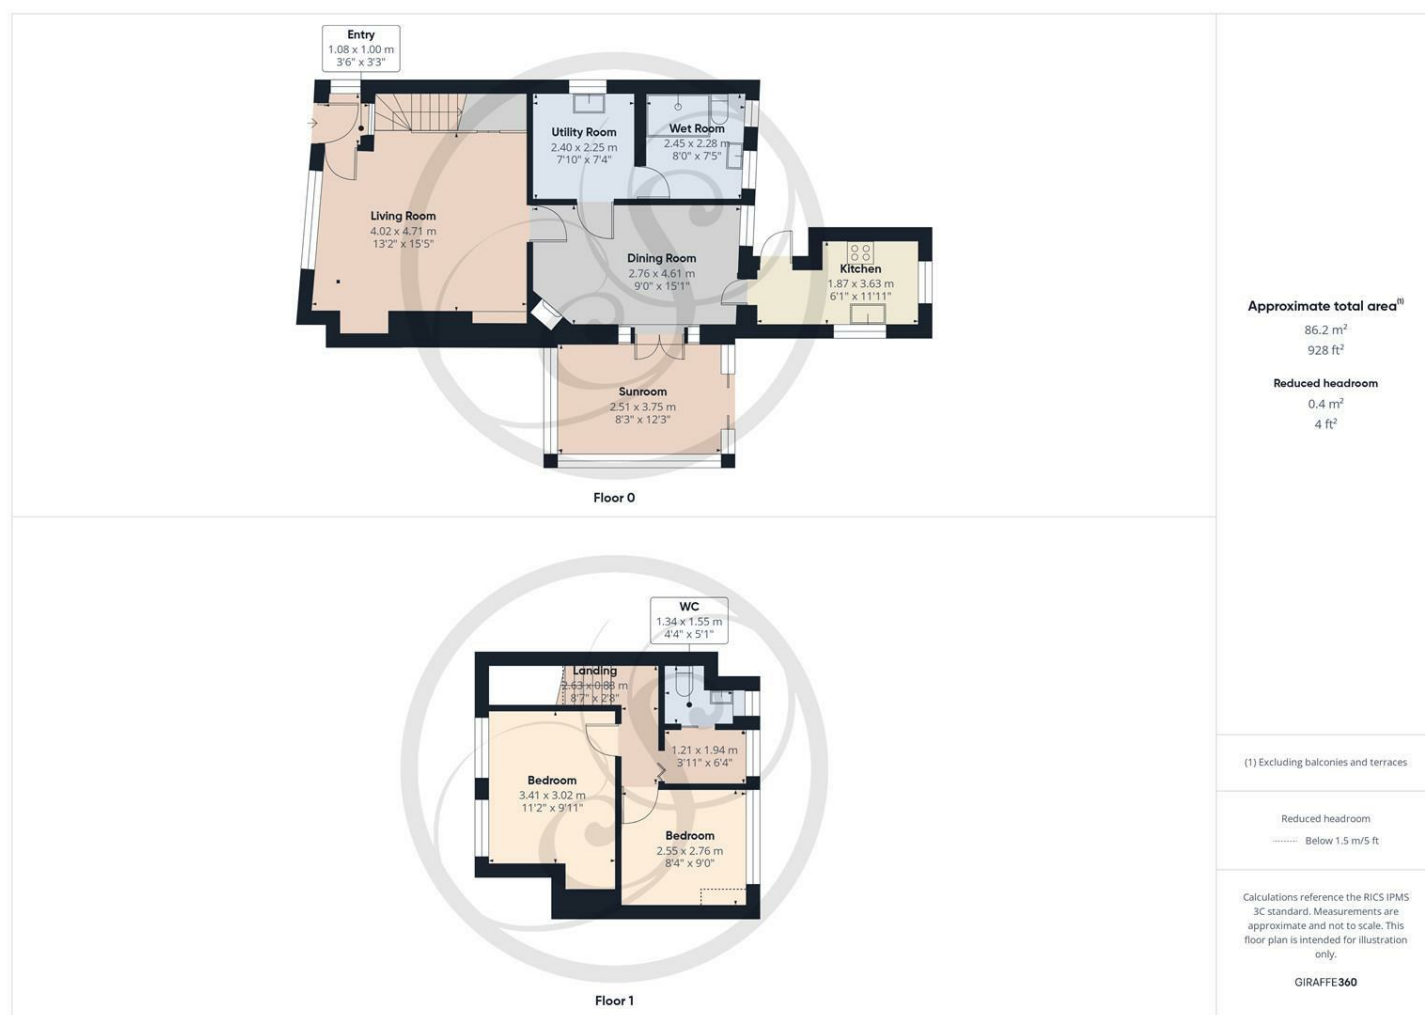 Entry
1.08 x 1.00 m
3'6" x 3'3"
Utility Room
2.40 x 2.25 m
7'10" x 7'4"
Wet Room
2.45 x 2.28 m
8'0" x 7'5"
Living Room
4.02 x 4.71 m
13'2" x 15'5"
Dining Room
2.76 x 4.61 m
9'0" x 15'1"
Kitchen
1.87 x 3.63 m
6'1" x 11'11"
Sunroom
2.51 x 3.75 m
8'3" x 12'3"
Floor 0
WC
1.34 x 1.55 m
4'4" x 5'1"
Landing
2.63 x 0.83 m
8'7" x 2'8"
1.21 x 1.94 m
3'11" x 6'4"
Bedroom
3.41 x 3.02 m
11'2" x 9'11"
Bedroom
2.55 x 2.76 m
8'4" x 9'0"
Floor 1
Approximate total area(1)
86.2 m²
928 ft²
Reduced headroom
0.4 m²
4 ft²
(1) Excluding balconies and terraces
Reduced headroom
Below 1.5 m/5 ft
Calculations reference the RICS IPMS
3C standard. Measurements are
approximate and not to scale. This
floor plan is intended for illustration
only.
GIRAFFE360